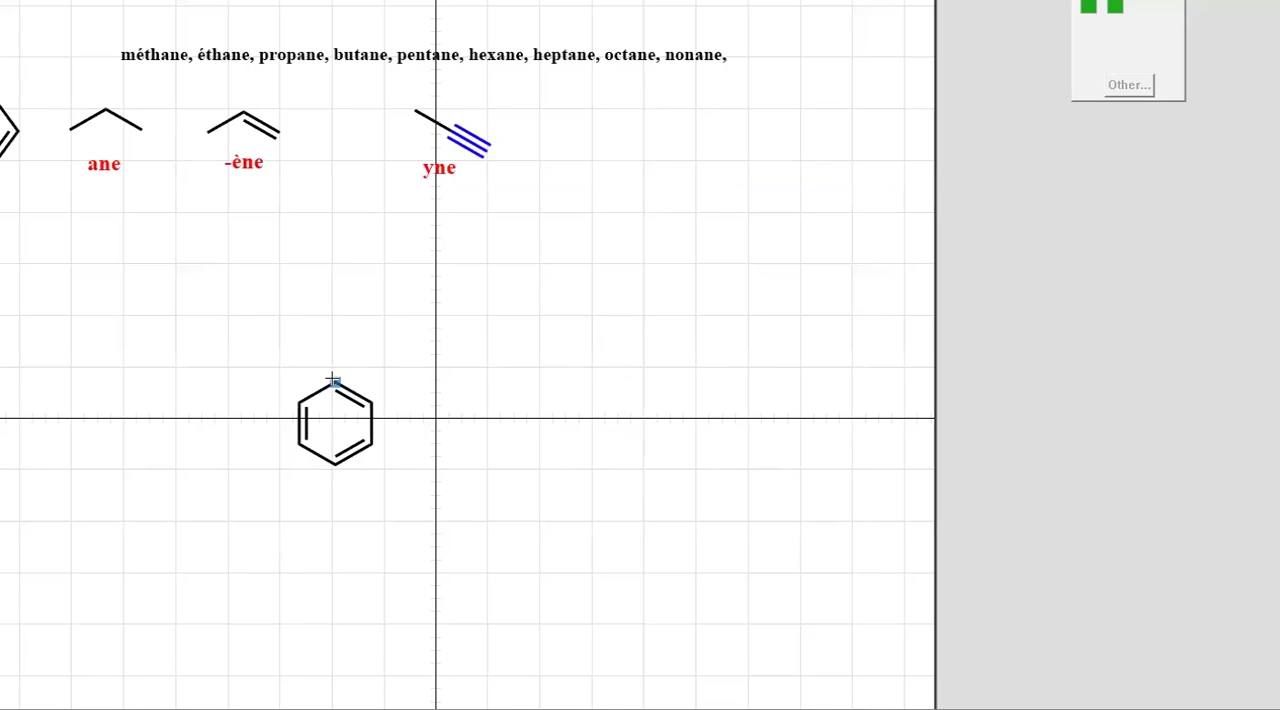 méthane, éthane, propane, butane, pentane, hexane, heptane, octane, nonane,
ane
-ène
yne
Other...